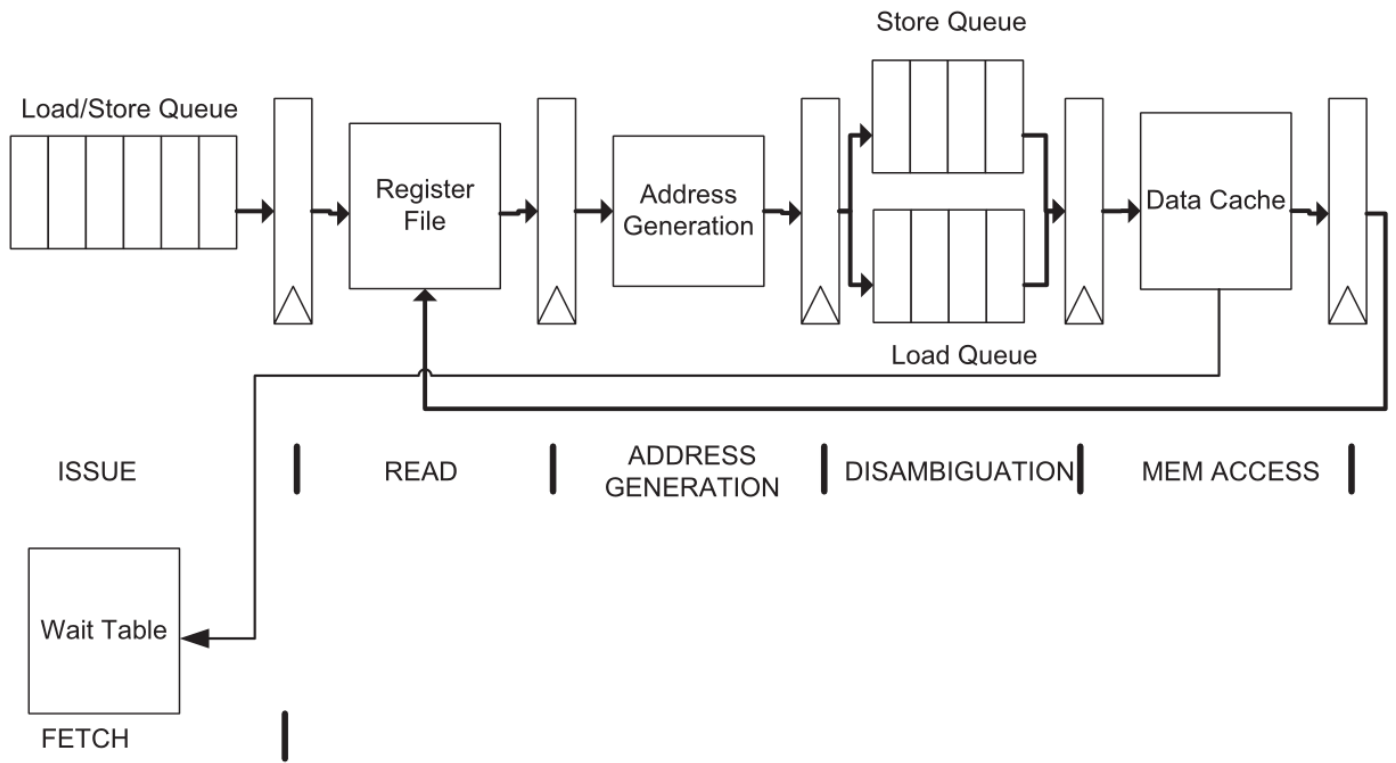 Store Queue
Load/Store Queue
Register
File
Address
Generation
Data Cache
Load Queue
ISSUE
READ
ADDRESS
GENERATION
DISAMBIGUATION
MEM ACCESS
Wait Table
FETCH